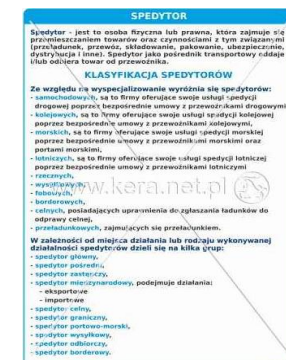 SPEDYTOR
Spedytor - jest to osoba fizyczna lub prawna, która zajmuje się
przemieszczaniem towarów oraz czynnościami z tym związanymi
(przeładunek, przewóz, składowanie, pakowanie, ubezpieczenie,
dystrybucja i inne). Spedytor jako pośrednik transportowy oddaje
i/lub odbiera towar od przewoźnika.
KLASYFIKACJA SPEDYTORÓW
Ze względu na wyspecjalizowanie wyróżnia się spedytorów:
- samochodowych, są to firmy oferujące swoje usługi spedycji
drogowej poprzez bezpośrednie umowy z przewoźnikami drogowymi
- kolejowych, są to firmy oferujące swoje usługi spedycji kolejowej
poprzez bezpośrednie umowy z przewoźnikami kolejowymi,
- morskich, są to firmy oferujące swoje usługi spedycji morskiej
poprzez bezpośrednie umowy z przewoźnikami morskimi oraz
portami morskimi,
- lotniczych, są to firmy oferujące swoje usługi spedycji lotniczej
poprzez bezpośrednie umowy z przewoźnikami lotniczymi
- rzecznych,
- wysyłkowych,
www.kera.net.pl
- fobowych,
- bordero­wych,
- celnych, posiadających uprawnienia do zgłaszania ładunków do
odprawy celnej,
- przeładunkowych, zajmujących się przeładunkiem.
W zależności od miejsca działania lub rodzaju wykonywanej
działalności spedytorów dzieli się na kilka grup:
- spedytor główny,
- spedytor pośredni,
- spedytor zastępczy,
- spedytor międzynarodowy, podejmuje działania:
- eksportowe
- importowe
- spedytor celny,
- spedytor graniczny,
- spedytor portowo-morski,
- spedytor wysyłkowy,
- spedytor odbiorczy,
- spedytor borderowy.